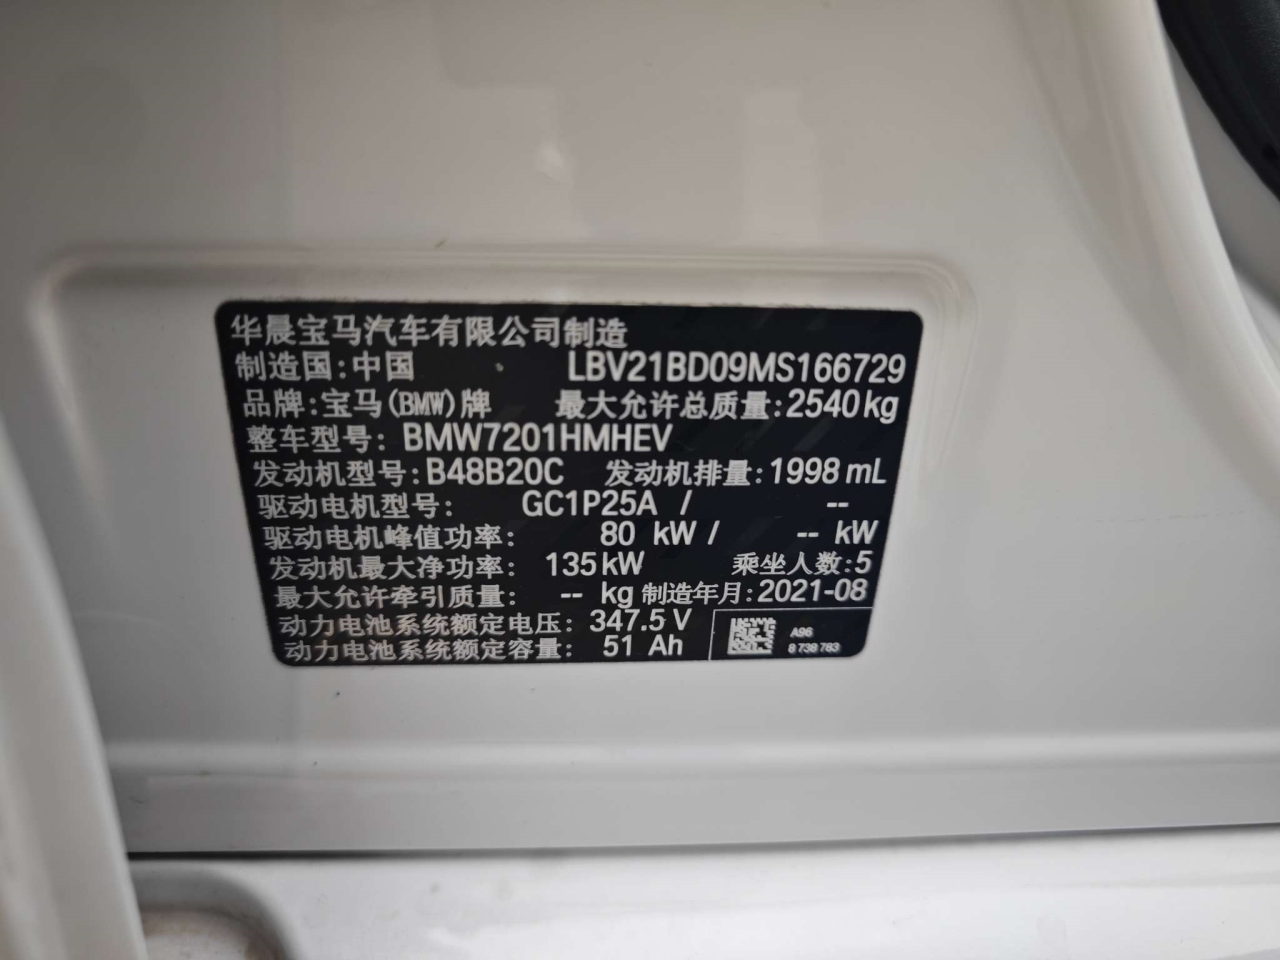 华晨宝马汽车有限公司制造
制造国:中国 LBV21BD09MS166729
品牌:宝马(BMW)牌 最大允许总质量:2540kg
整车型号: BMW7201HMHEV
发动机型号:B48B20C 发动机排量:1998 mL
驱动电机型号: GC1P25A / --
驱动电机峰值功率: 80 kW / -- kW
发动机最大净功率: 135kW 乘坐人数:5
最大允许牵引质量: -- kg 制造年月:2021-08
动力电池系统额定电压: 347.5 V
动力电池系统额定容量: 51 Ah
A96
8 738 783